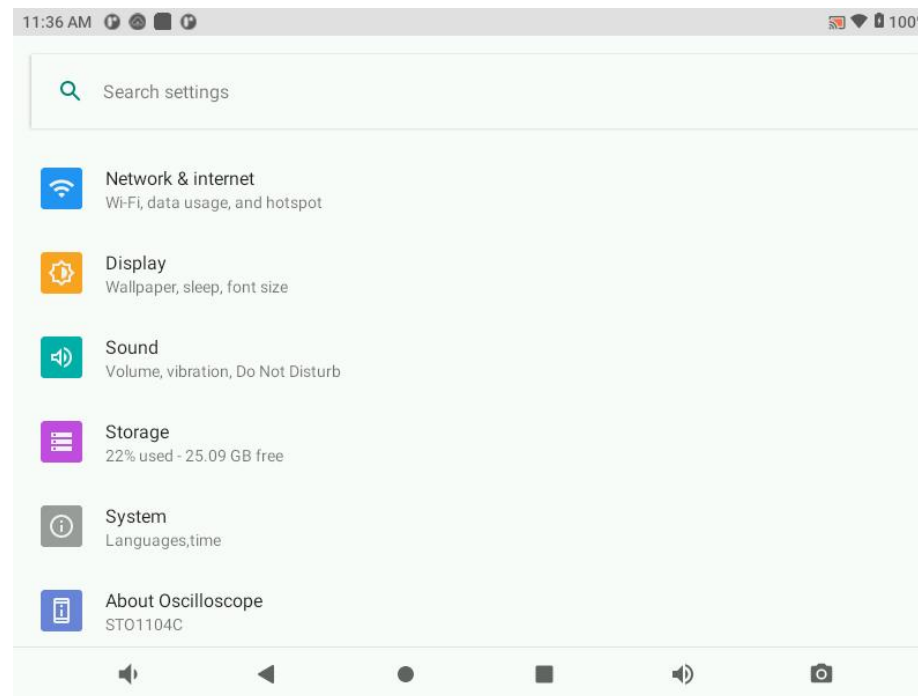 11:36 AM 100%
Search settings
Network & internet
Wi-Fi, data usage, and hotspot
Display
Wallpaper, sleep, font size
Sound
Volume, vibration, Do Not Disturb
Storage
22% used - 25.09 GB free
System
Languages,time
About Oscilloscope
STO1104C